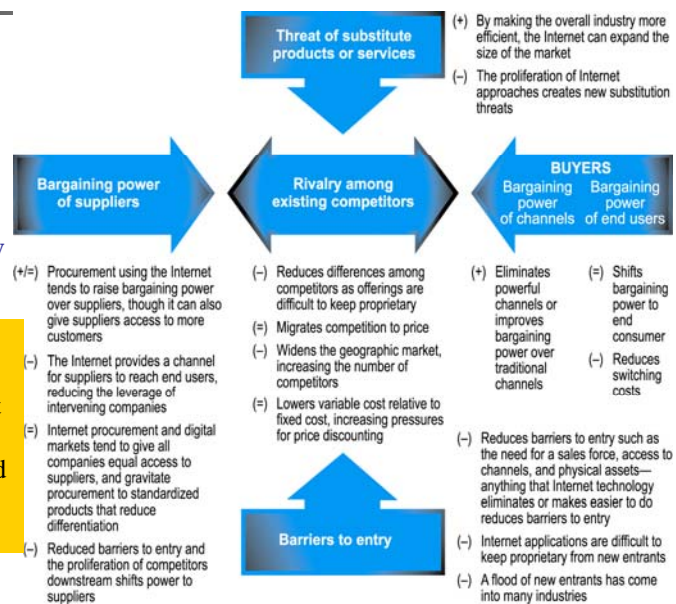 Threat of substitute
products or services
(+) By making the overall industry more
efficient, the Internet can expand the
size of the market
(–) The proliferation of Internet
approaches creates new substitution
threats
Bargaining power
of suppliers
Rivalry among
existing competitors
BUYERS
Bargaining
power
of channels
Bargaining
power
of end users
(+/=) Procurement using the Internet
tends to raise bargaining power
over suppliers, though it can also
give suppliers access to more
customers
(–) The Internet provides a channel
for suppliers to reach end users,
reducing the leverage of
intervening companies
(=) Internet procurement and digital
markets tend to give all
companies equal access to
suppliers, and gravitate
procurement to standardized
products that reduce
differentiation
(–) Reduced barriers to entry and
the proliferation of competitors
downstream shifts power to
suppliers
(–) Reduces differences among
competitors as offerings are
difficult to keep proprietary
(=) Migrates competition to price
(–) Widens the geographic market,
increasing the number of
competitors
(=) Lowers variable cost relative to
fixed cost, increasing pressures
for price discounting
(+) Eliminates
powerful
channels or
improves
bargaining
power over
traditional
channels
(=) Shifts
bargaining
power to
end
consumer
(–) Reduces
switching
costs
Barriers to entry
(–) Reduces barriers to entry such as
the need for a sales force, access to
channels, and physical assets—
anything that Internet technology
eliminates or makes easier to do
reduces barriers to entry
(–) Internet applications are difficult to
keep proprietary from new entrants
(–) A flood of new entrants has come
into many industries